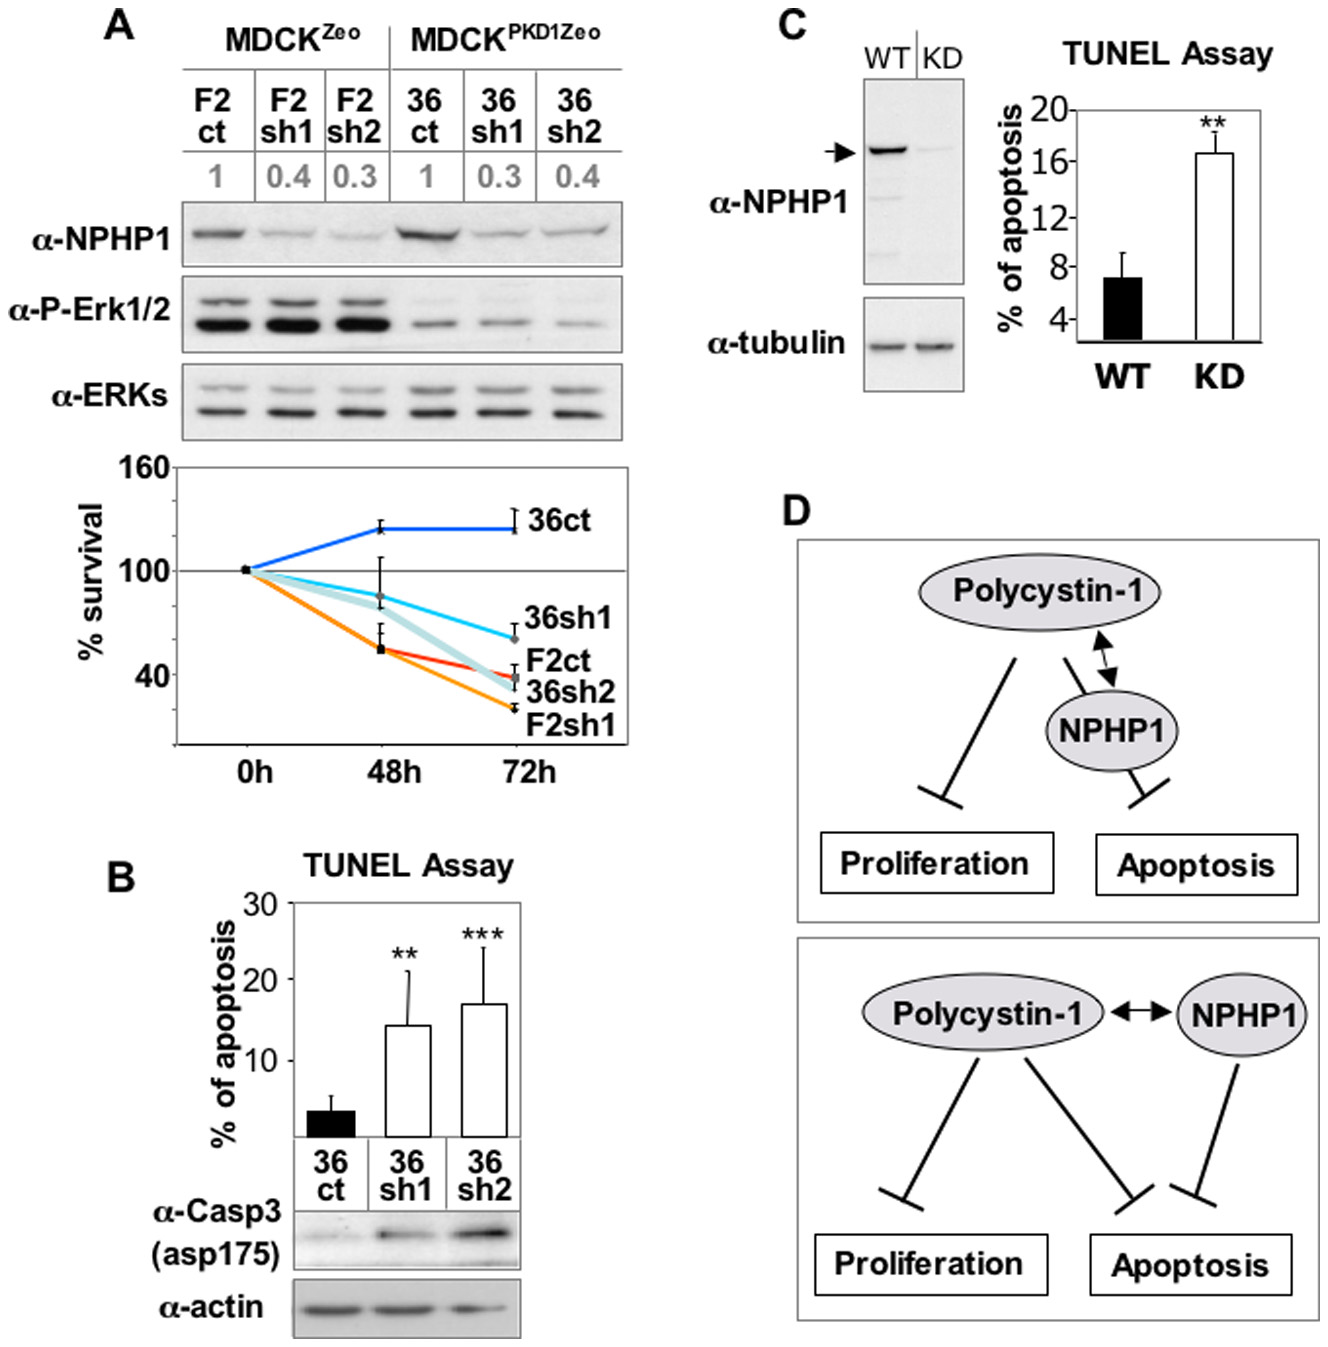 A
MDCK^Zeo MDCK^PKD1Zeo
F2 ct F2 sh1 F2 sh2 36 ct 36 sh1 36 sh2
1 0.4 0.3 1 0.3 0.4
α-NPHP1
α-P-Erk1/2
α-ERKs
160
100
40
% survival
36ct
36sh1
F2ct
36sh2
F2sh1
0h 48h 72h
B
TUNEL Assay
% of apoptosis
30
20
10
** ***
36 ct 36 sh1 36 sh2
α-Casp3
(asp175)
α-actin
C
WT KD
α-NPHP1
α-tubulin
TUNEL Assay
% of apoptosis
20
16
12
8
4
**
WT KD
D
Polycystin-1
NPHP1
Proliferation Apoptosis
Polycystin-1 NPHP1
Proliferation Apoptosis